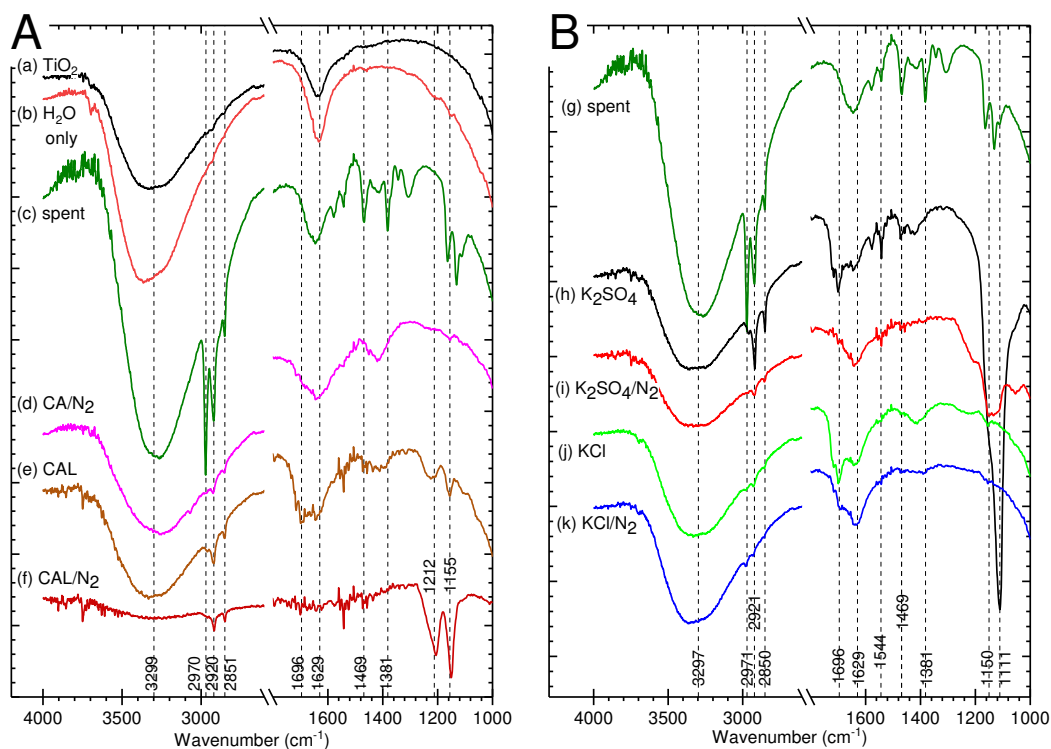 A
(a) TiO₂
(b) H₂O
only
(c) spent
(d) CA/N₂
(e) CAL
(f) CAL/N₂
1212
1155
3299
2970
2920
2851
1696
1629
1469
1381
4000 3500 3000 1600 1400 1200 1000
Wavenumber (cm⁻¹)
B
(g) spent
(h) K₂SO₄
(i) K₂SO₄/N₂
(j) KCl
(k) KCl/N₂
3297
2971
2921
2850
1696
1629
1544
1469
1381
1150
1111
4000 3500 3000 1600 1400 1200 1000
Wavenumber (cm⁻¹)